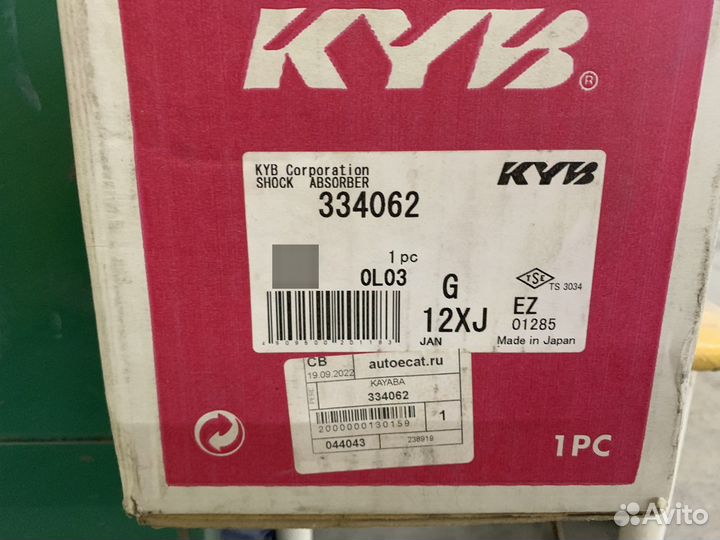 KYB®
KYB Corporation
SHOCK ABSORBER
KYB
334062
1 pc
0L03
G
TSE
TS 3034
12XJ
EZ
01285
JAN
Made in Japan
CB
autoecat.ru
19.09.2022
KAYABA
334062
2000000130159
1
044043
238919
1PC
Avito